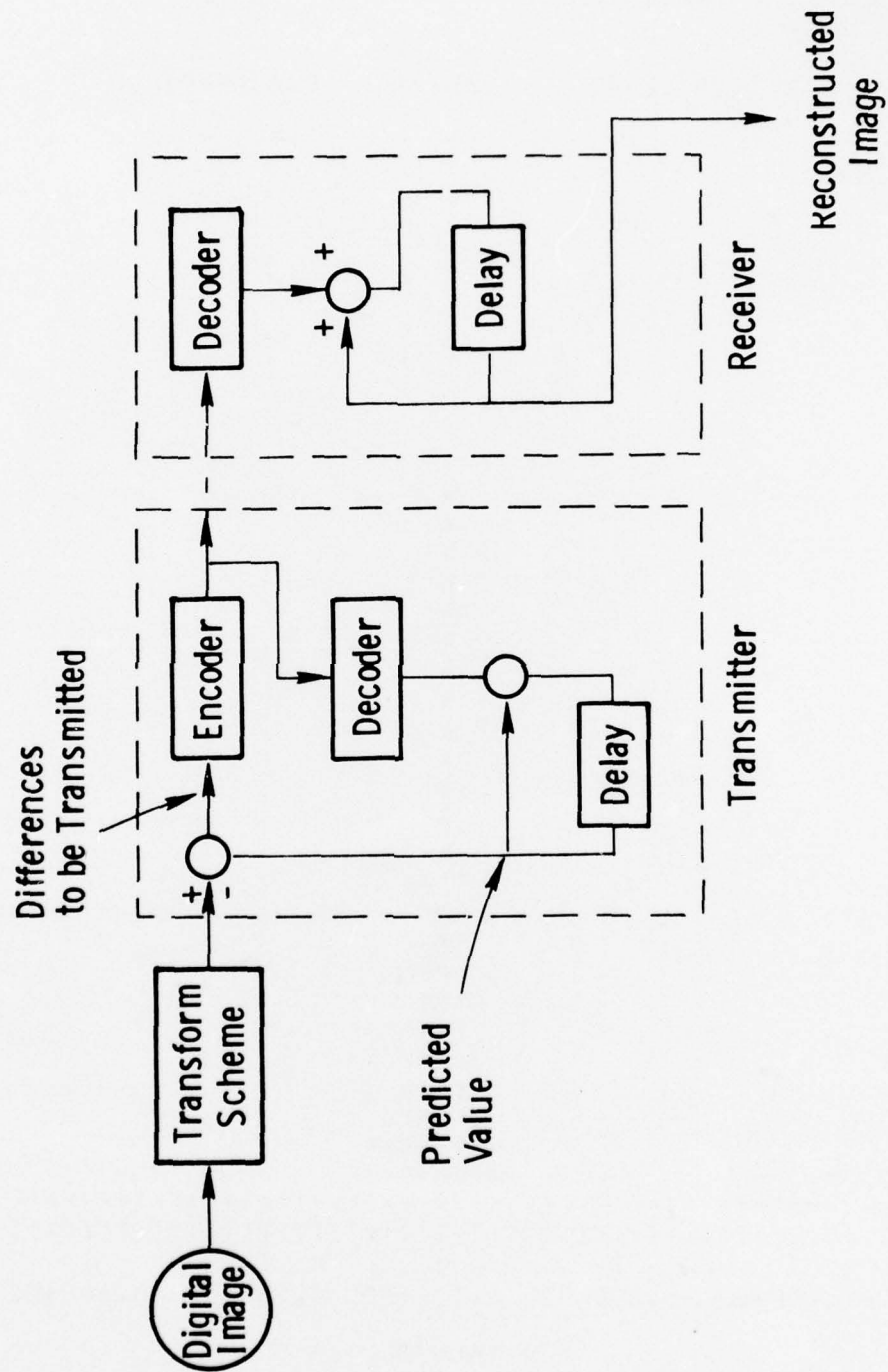 Digital
Image
Transform
Scheme
Differences
to be Transmitted
+
-
Encoder
Decoder
Delay
Predicted
Value
Transmitter
Decoder
+
+
Delay
Receiver
Reconstructed
Image